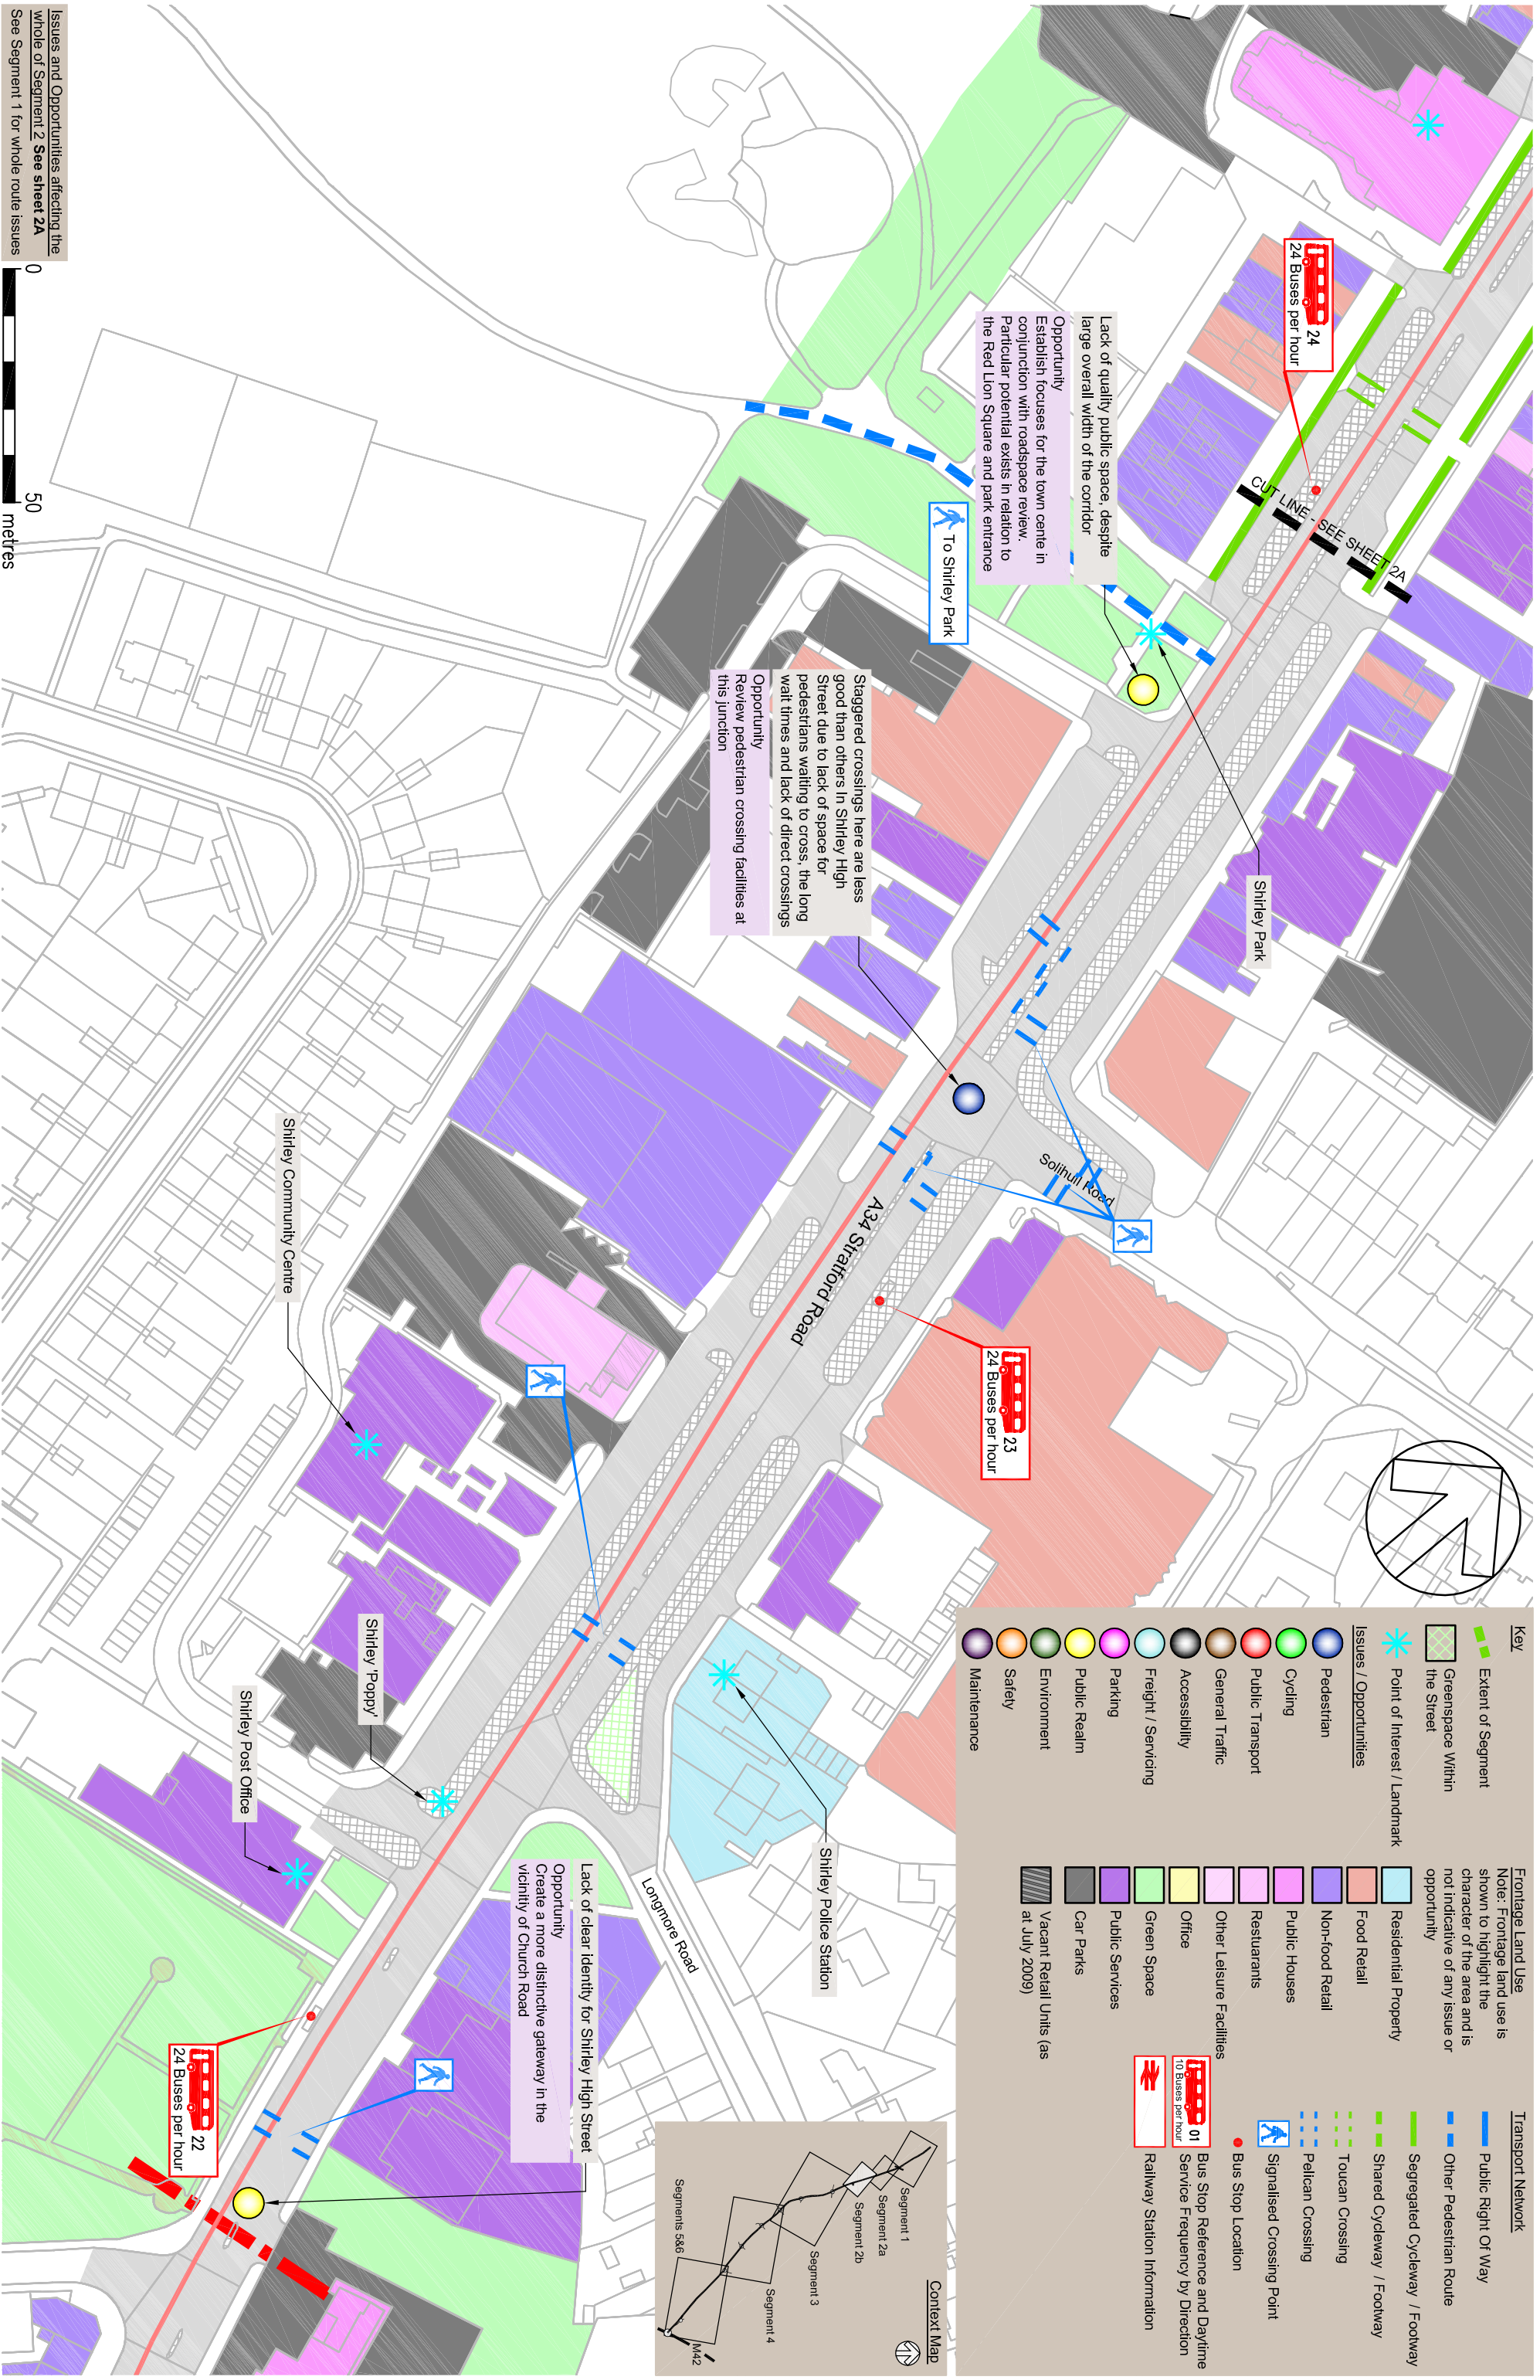 Issues and Opportunities affecting the
whole of Segment 2 See sheet 2A
See Segment 1 for whole route issues
0
50
metres
24
24 Buses per hour
CUT LINE - SEE SHEET 2A
Lack of quality public space, despite
large overall width of the corridor
Opportunity
Establish focuses for the town cente in
conjunction with roadspace review.
Particular potential exists in relation to
the Red Lion Square and park entrance
To Shirley Park
Shirley Park
Staggered crossings here are less
good than others In Shirley HIgh
Street due to lack of space for
pedestrians waiting to cross, the long
wait times and lack of direct crossings
Opportunity
Review pedestrian crossing facilities at
this junction
Solihull Road
A34 Stratford Road
23
24 Buses per hour
Shirley Community Centre
Shirley 'Poppy'
Shirley Post Office
Shirley Police Station
Longmore Road
Lack of clear identity for Shirley High Street
Opportunity
Create a more distinctive gateway in the
vicinitiy of Church Road
22
24 Buses per hour
Key
Extent of Segment
Greenspace Within
the Street
Point of Interest / Landmark
Issues / Opportunities
Pedestrian
Cycling
Public Transport
General Traffic
Accessibility
Freight / Servicing
Parking
Public Realm
Environment
Safety
Maintenance
Frontage Land Use
Note: Frontage land use is
shown to highlight the
character of the area and is
not indicative of any issue or
opportunity
Residential Property
Food Retail
Non-food Retail
Public Houses
Restuarants
Other Leisure Facilities
Office
Green Space
Public Services
Car Parks
Vacant Retail Units (as
at July 2009)
Transport Network
Public Right Of Way
Other Pedestrian Route
Segregated Cycleway / Footway
Shared Cycleway / Footway
Toucan Crossing
Pelican Crossing
Signalised Crossing Point
Bus Stop Location
01
10 Buses per hour
Bus Stop Reference and Daytime
Service Frequency by Direction
Railway Station Information
Context Map
Segment 1
Segment 2a
Segment 2b
Segment 3
Segment 4
Segments 5&6
M42